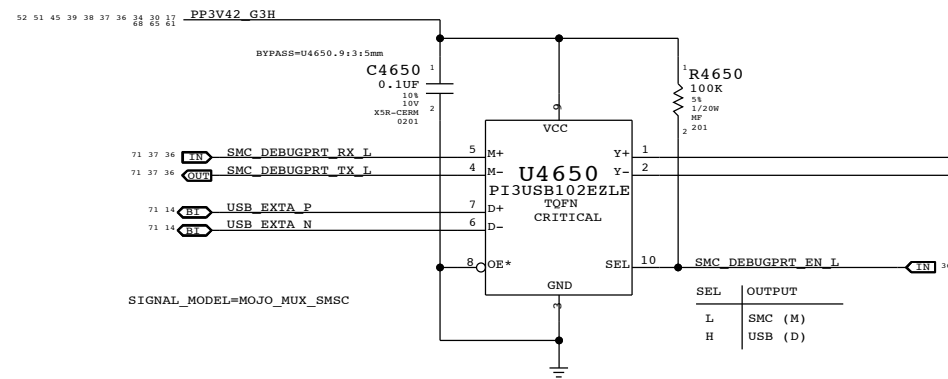 52 51 45 39 38 37 36 34 30 17 PP3V42_G3H
68 65 61
BYPASS=U4650.9:3:5mm
C4650 1
0.1UF
10%
10V
X5R-CERM 2
0201
1 R4650
100K
5%
1/20W
MF
2 201
9
VCC
71 37 36 IN SMC_DEBUGPRT_RX_L 5 M+ Y+ 1
71 37 36 OUT SMC_DEBUGPRT_TX_L 4 M- Y- 2
U4650
PI3USB102EZLE
TQFN
CRITICAL
71 14 BI USB_EXTA_P 7 D+
71 14 BI USB_EXTA_N 6 D-
8 OE* SEL 10 SMC_DEBUGPRT_EN_L IN
GND
3
SIGNAL_MODEL=MOJO_MUX_SMSC
SEL OUTPUT
L SMC (M)
H USB (D)